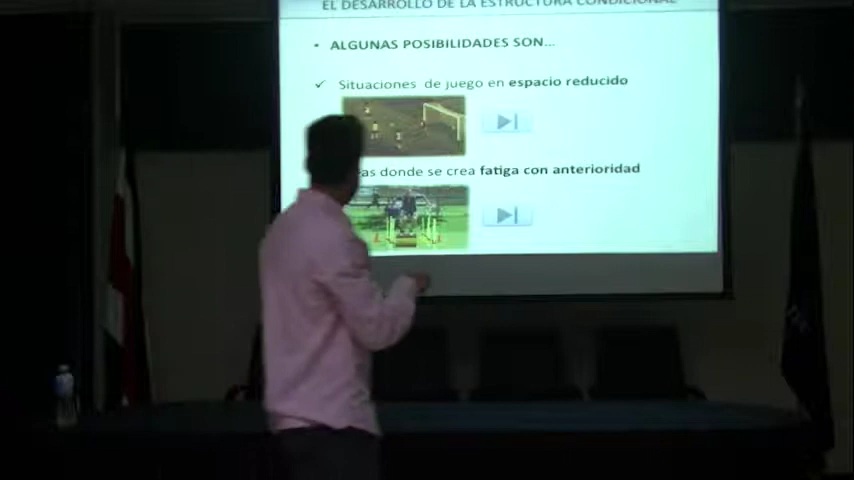 EL DESARROLLO DE LA ESTRUCTURA CONDICIONAL
• ALGUNAS POSIBILIDADES SON...
✓ Situaciones de juego en espacio reducido
donde se crea fatiga con anterioridad